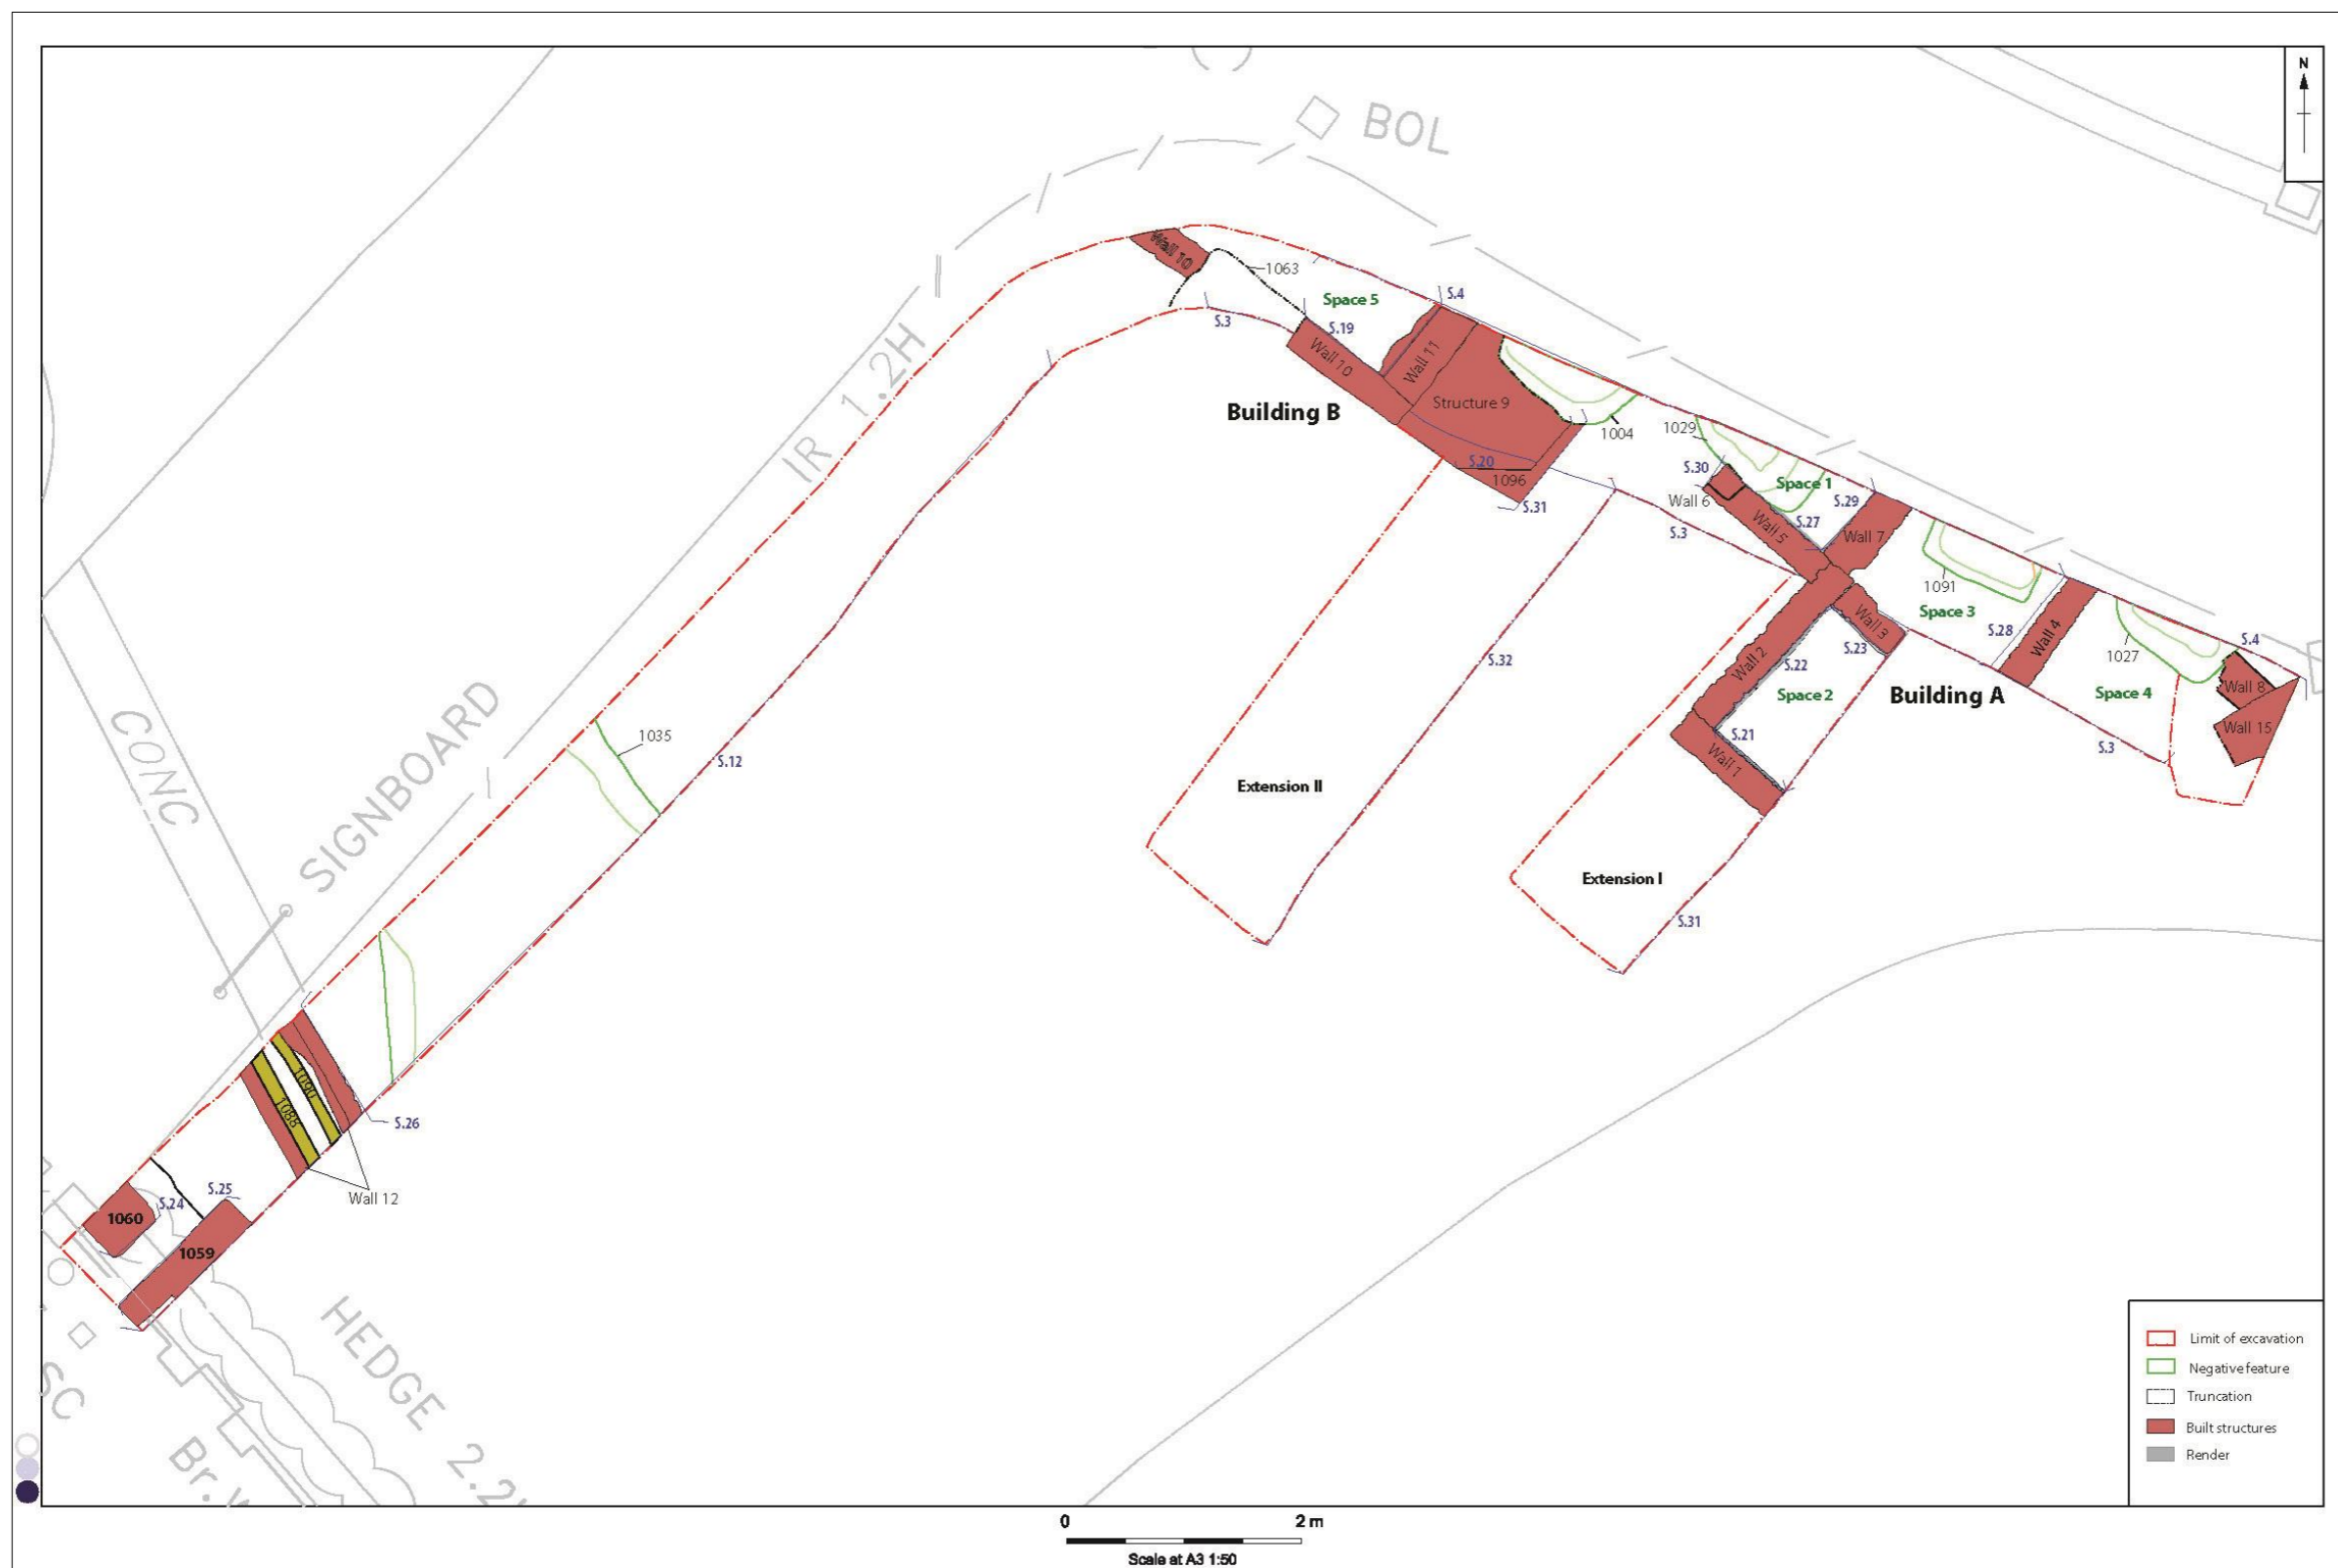 N
BOL
Wall 10
1063
Space 5
S.4
S.3
S.19
Wall 10
Wall 11
IR 1.2H
Building B
Structure 9
1004
1029
S.30
Space 1
S.20
1096
S.31
Wall 6
S.29
S.27
Wall 5
Wall 7
S.3
1091
Space 3
Wall 3
S.28
Wall 4
S.23
1027
S.4
S.32
Wall 2
S.22
Space 2
Building A
Space 4
Wall 8
Wall 15
S.21
S.3
Wall 1
1035
S.12
CONC
SIGNBOARD
Extension II
Extension I
S.31
1090
1088
S.26
Wall 12
S.25
S.24
1060
1059
HEDGE 2.2
SC
Br.
Limit of excavation
Negative feature
Truncation
Built structures
Render
0 2 m
Scale at A3 1:50